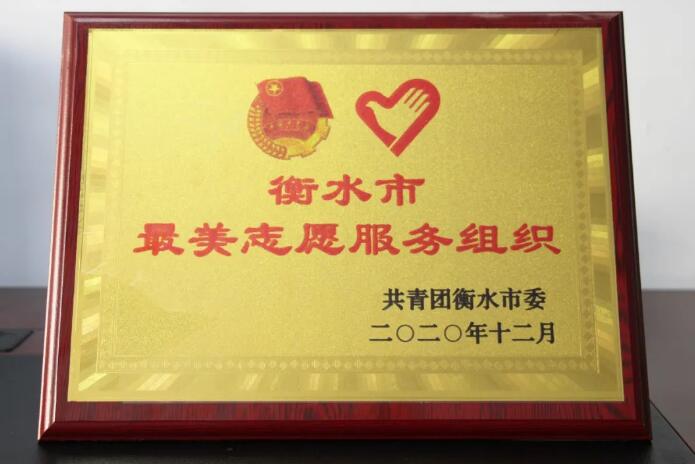 衡水市
最美志愿服务组织
共青团衡水市委
二〇二〇年十二月